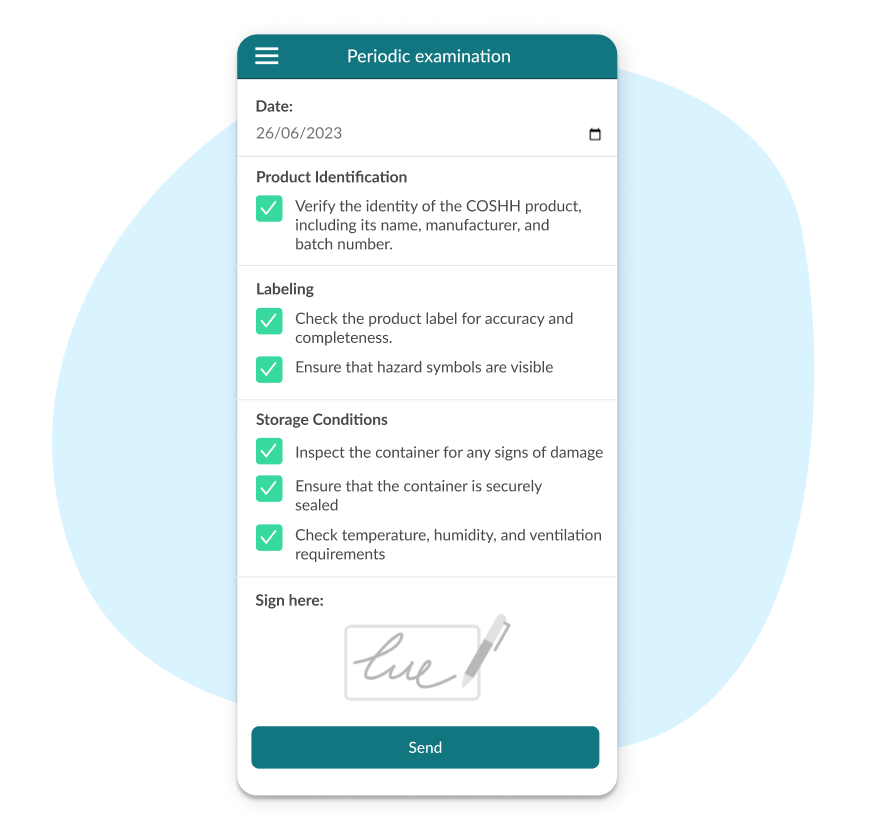 Periodic examination
Date:
26/06/2023
Product Identification
Verify the identity of the COSHH product,
including its name, manufacturer, and
batch number.
Labeling
Check the product label for accuracy and
completeness.
Ensure that hazard symbols are visible
Storage Conditions
Inspect the container for any signs of damage
Ensure that the container is securely
sealed
Check temperature, humidity, and ventilation
requirements
Sign here:
Send